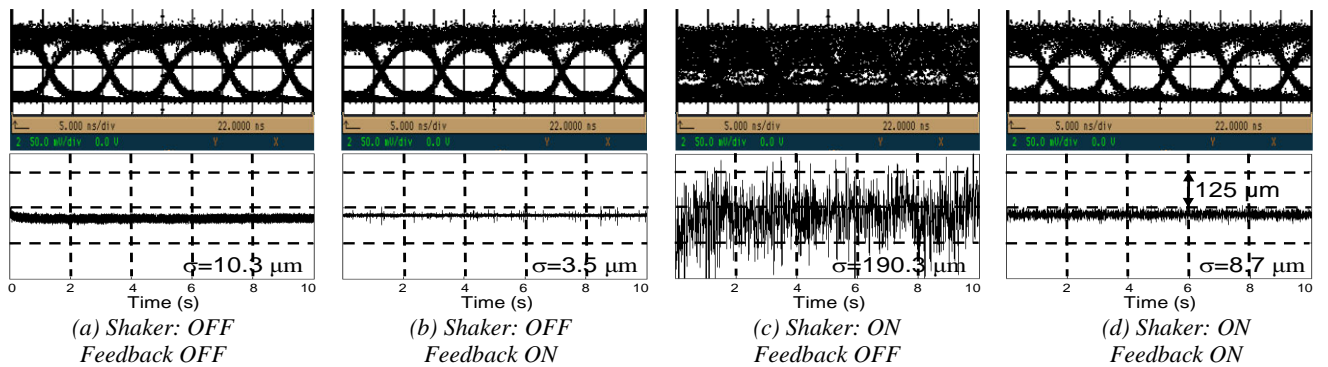 5.000 ns/div 22.0000 ns
2 50.0 mV/div 0.0 V Y X
σ=10.3 μm
0 2 4 6 8 10
Time (s)
(a) Shaker: OFF
Feedback OFF
5.000 ns/div 22.0000 ns
2 50.0 mV/div 0.0 V Y X
σ=3.5 μm
2 4 6 8 10
Time (s)
(b) Shaker: OFF
Feedback ON
5.000 ns/div 22.0000 ns
2 50.0 mV/div 0.0 V Y X
σ=190.3 μm
2 4 6 8 10
Time (s)
(c) Shaker: ON
Feedback OFF
5.000 ns/div 22.0000 ns
2 50.0 mV/div 0.0 V Y X
125 μm
σ=8.7 μm
2 4 6 8 10
Time (s)
(d) Shaker: ON
Feedback ON